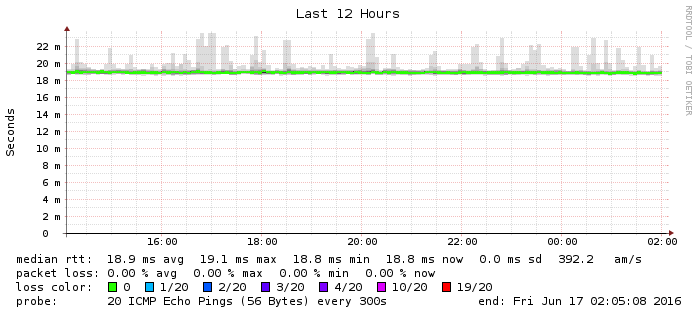 Last 12 Hours
RRDTOOL / TOBI OETIKER
Seconds
22 m
20 m
18 m
16 m
14 m
12 m
10 m
8 m
6 m
4 m
2 m
0
16:00 18:00 20:00 22:00 00:00 02:00
median rtt: 18.9 ms avg 19.1 ms max 18.8 ms min 18.8 ms now 0.0 ms sd 392.2 am/s
packet loss: 0.00 % avg 0.00 % max 0.00 % min 0.00 % now
loss color: 0 1/20 2/20 3/20 4/20 10/20 19/20
probe: 20 ICMP Echo Pings (56 Bytes) every 300s end: Fri Jun 17 02:05:08 2016